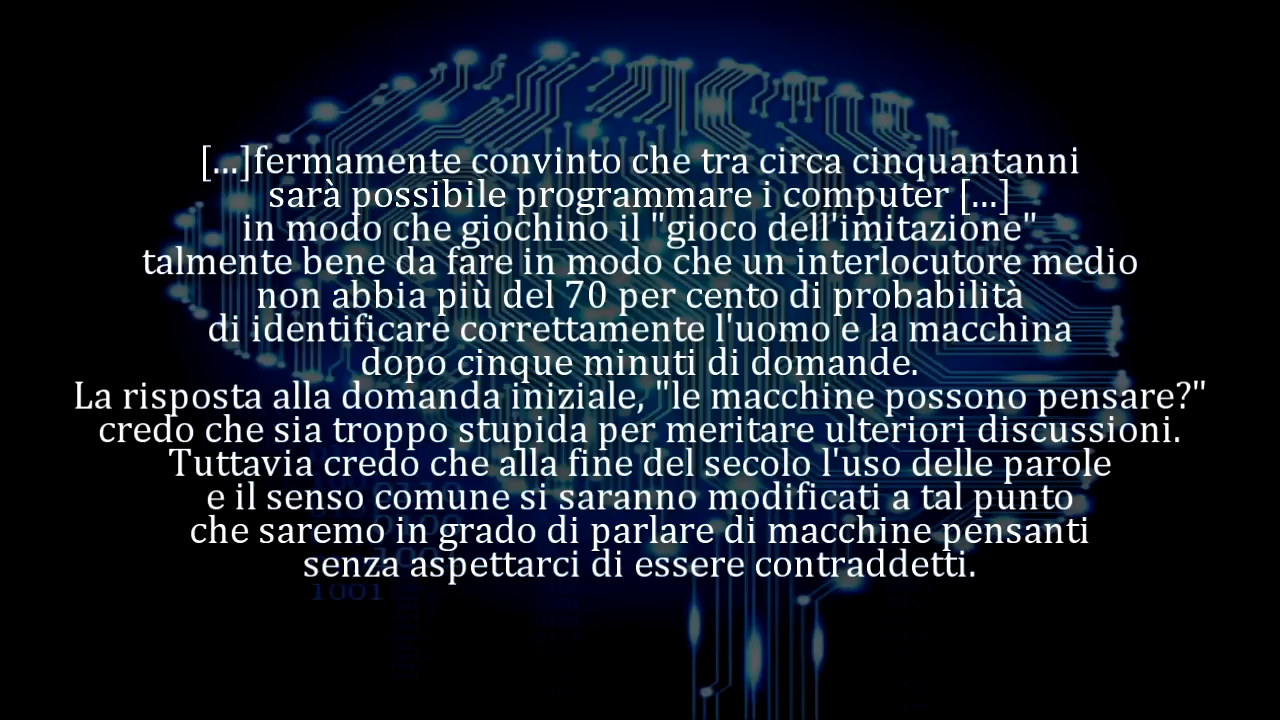 [...]fermamente convinto che tra circa cinquantanni
sarà possibile programmare i computer [...]
in modo che giochino il "gioco dell'imitazione"
talmente bene da fare in modo che un interlocutore medio
non abbia più del 70 per cento di probabilità
di identificare correttamente l'uomo e la macchina
dopo cinque minuti di domande.
La risposta alla domanda iniziale, "le macchine possono pensare?"
credo che sia troppo stupida per meritare ulteriori discussioni.
Tuttavia credo che alla fine del secolo l'uso delle parole
e il senso comune si saranno modificati a tal punto
che saremo in grado di parlare di macchine pensanti
senza aspettarci di essere contraddetti.
1001